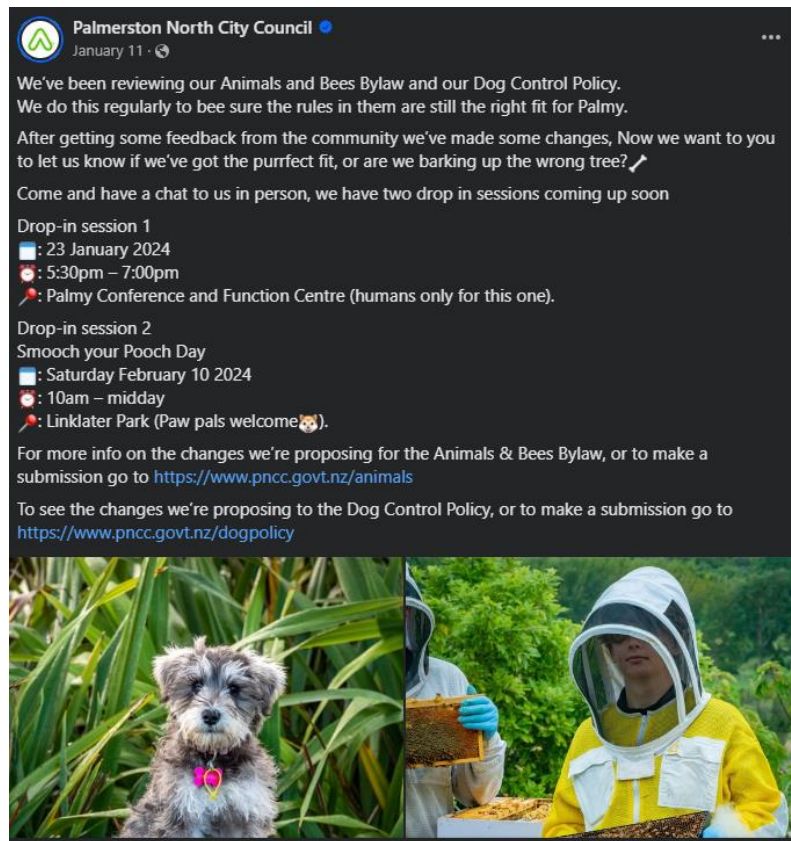 Palmerston North City Council
January 11 ·
We've been reviewing our Animals and Bees Bylaw and our Dog Control Policy.
We do this regularly to bee sure the rules in them are still the right fit for Palmy.
After getting some feedback from the community we've made some changes, Now we want to you
to let us know if we've got the purrfect fit, or are we barking up the wrong tree?🦴
Come and have a chat to us in person, we have two drop in sessions coming up soon
Drop-in session 1
🗓️: 23 January 2024
⏰: 5:30pm – 7:00pm
📍: Palmy Conference and Function Centre (humans only for this one).
Drop-in session 2
Smooch your Pooch Day
🗓️: Saturday February 10 2024
⏰: 10am – midday
📍: Linklater Park (Paw pals welcome🐶).
For more info on the changes we're proposing for the Animals & Bees Bylaw, or to make a
submission go to https://www.pncc.govt.nz/animals
To see the changes we're proposing to the Dog Control Policy, or to make a submission go to
https://www.pncc.govt.nz/dogpolicy